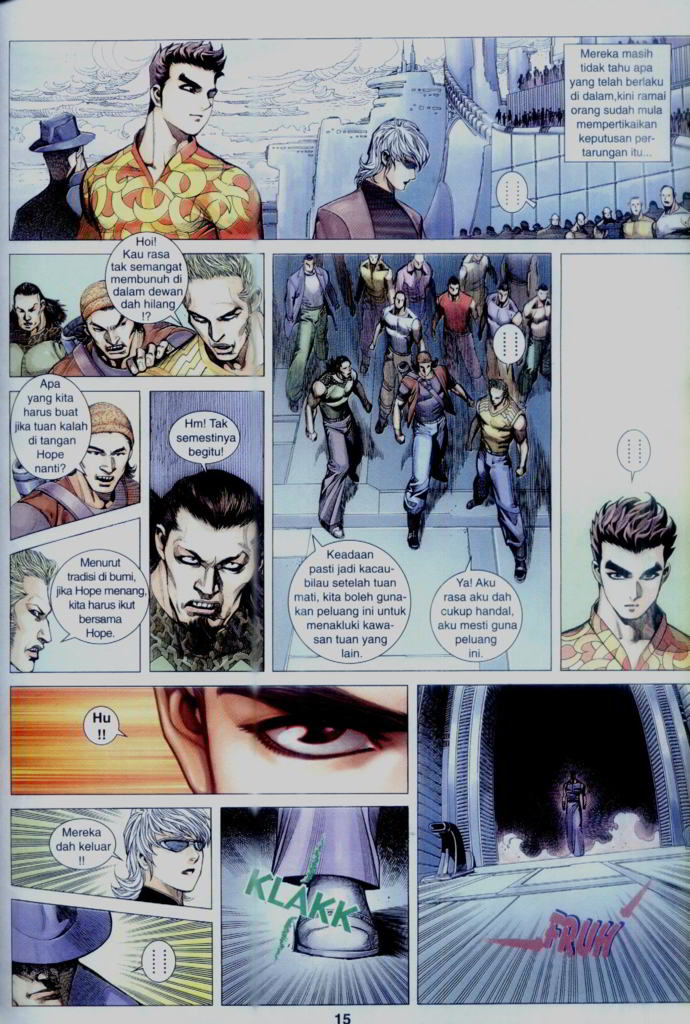 Mereka masih
tidak tahu apa
yang telah berlaku
di dalam,kini ramai
orang sudah mula
mempertikaikan
keputusan per-
tarungan itu...
Hoi!
Kau rasa
tak semangat
membunuh di
dalam dewan
dah hilang
!?
Apa
yang kita
harus buat
jika tuan kalah
di tangan
Hope
nanti?
Menurut
tradisi di bumi,
jika Hope menang,
kita harus ikut
bersama
Hope.
Hm! Tak
semestinya
begitu!
Keadaan
pasti jadi kacau-
bilau setelah tuan
mati, kita boleh guna-
kan peluang ini untuk
menakluki kawa-
san tuan yang
lain.
Ya! Aku
rasa aku dah
cukup handal,
aku mesti guna
peluang
ini.
Hu
!!
Mereka
dah keluar
!!
KLAKK
FRUH
15